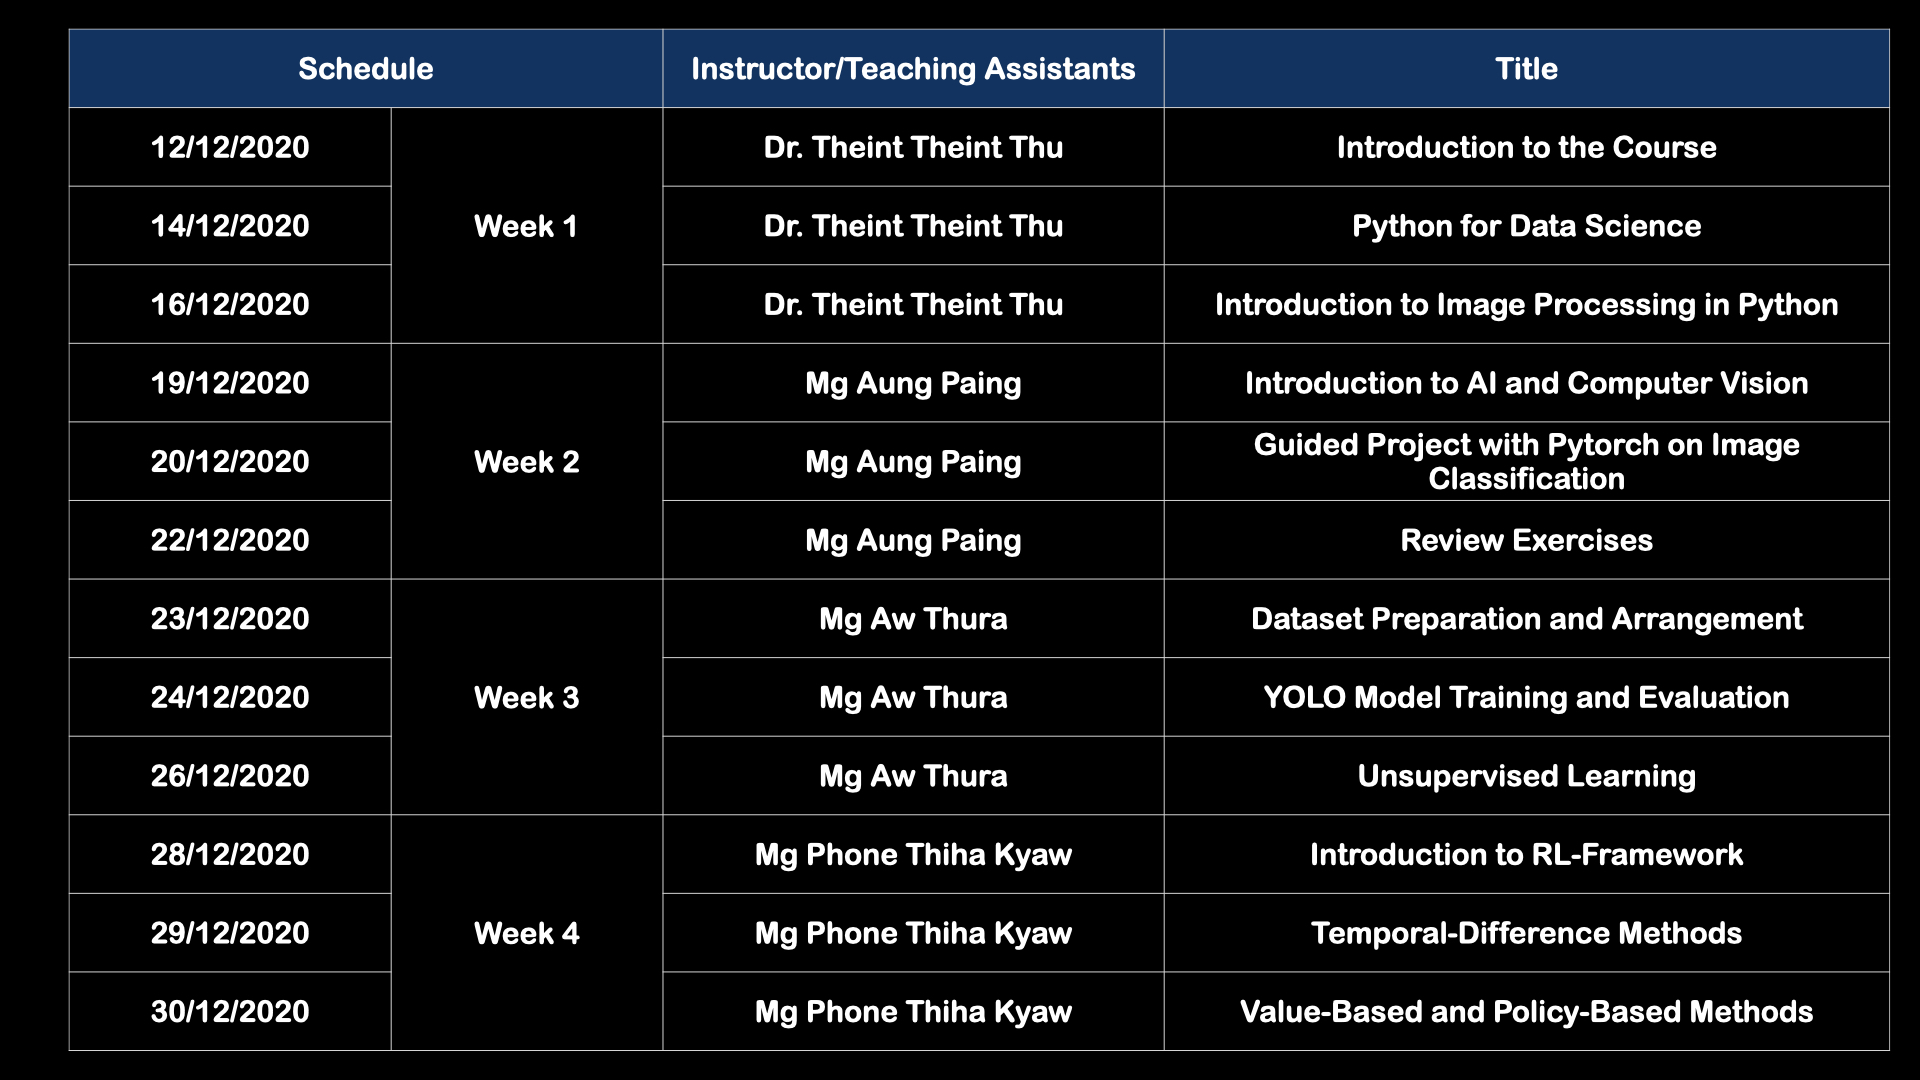 Schedule Instructor/Teaching Assistants Title
12/12/2020 Dr. Theint Theint Thu Introduction to the Course
14/12/2020 Week 1 Dr. Theint Theint Thu Python for Data Science
16/12/2020 Dr. Theint Theint Thu Introduction to Image Processing in Python
19/12/2020 Mg Aung Paing Introduction to AI and Computer Vision
20/12/2020 Week 2 Mg Aung Paing Guided Project with Pytorch on Image
Classification
22/12/2020 Mg Aung Paing Review Exercises
23/12/2020 Mg Aw Thura Dataset Preparation and Arrangement
24/12/2020 Week 3 Mg Aw Thura YOLO Model Training and Evaluation
26/12/2020 Mg Aw Thura Unsupervised Learning
28/12/2020 Mg Phone Thiha Kyaw Introduction to RL-Framework
29/12/2020 Week 4 Mg Phone Thiha Kyaw Temporal-Difference Methods
30/12/2020 Mg Phone Thiha Kyaw Value-Based and Policy-Based Methods